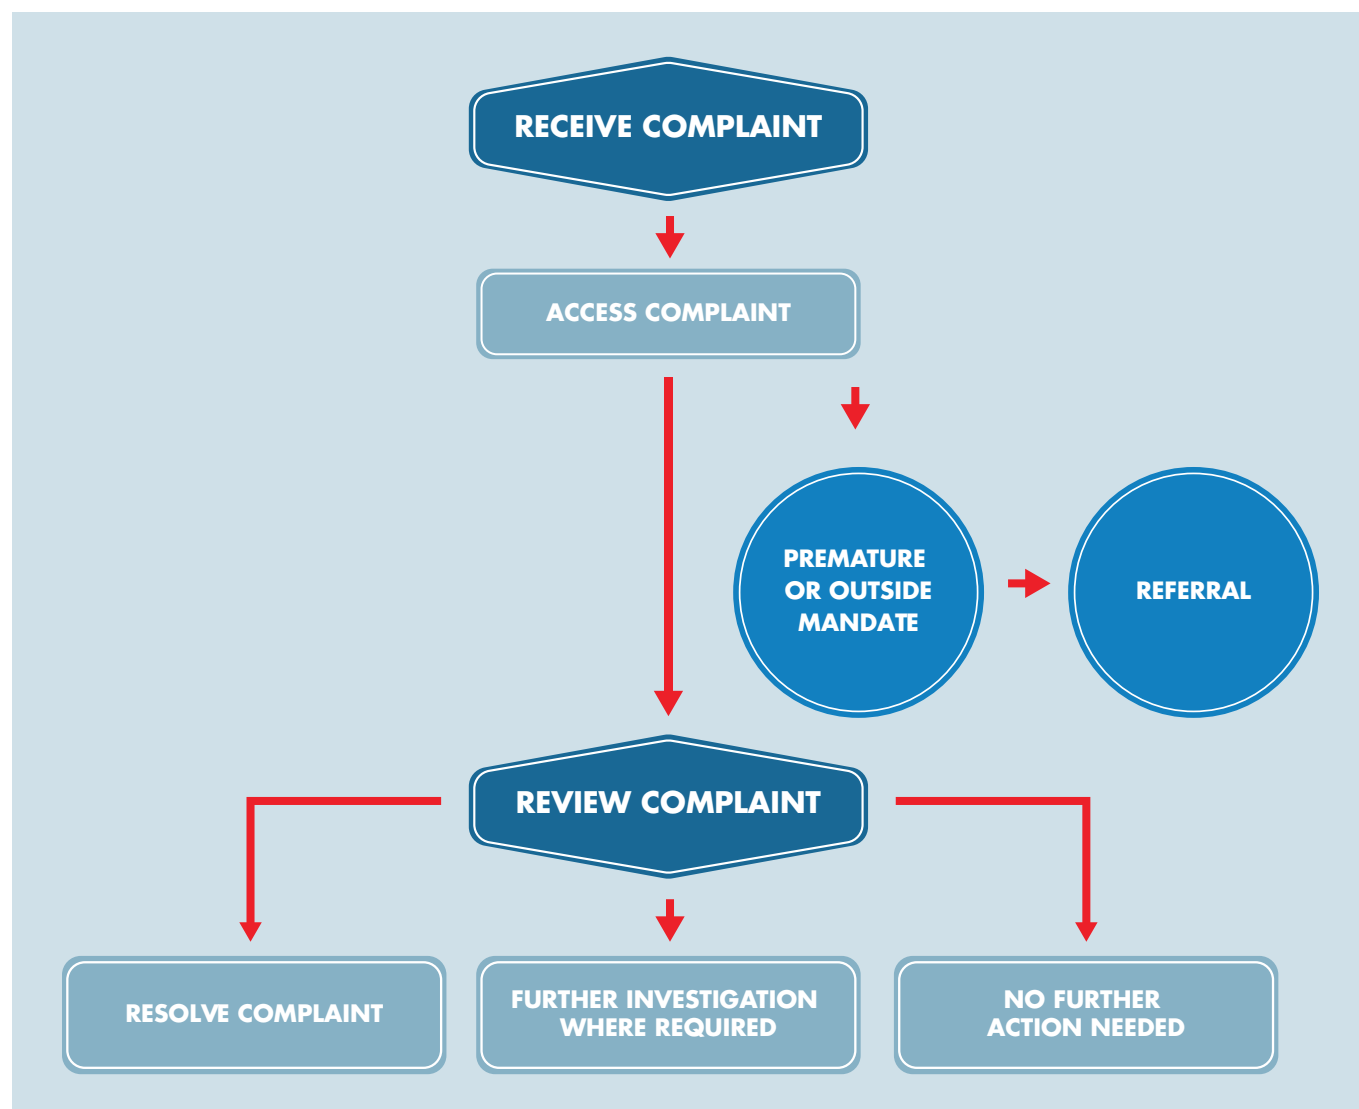 RECEIVE COMPLAINT
ACCESS COMPLAINT
PREMATURE
OR OUTSIDE
MANDATE
REFERRAL
REVIEW COMPLAINT
RESOLVE COMPLAINT
FURTHER INVESTIGATION
WHERE REQUIRED
NO FURTHER
ACTION NEEDED